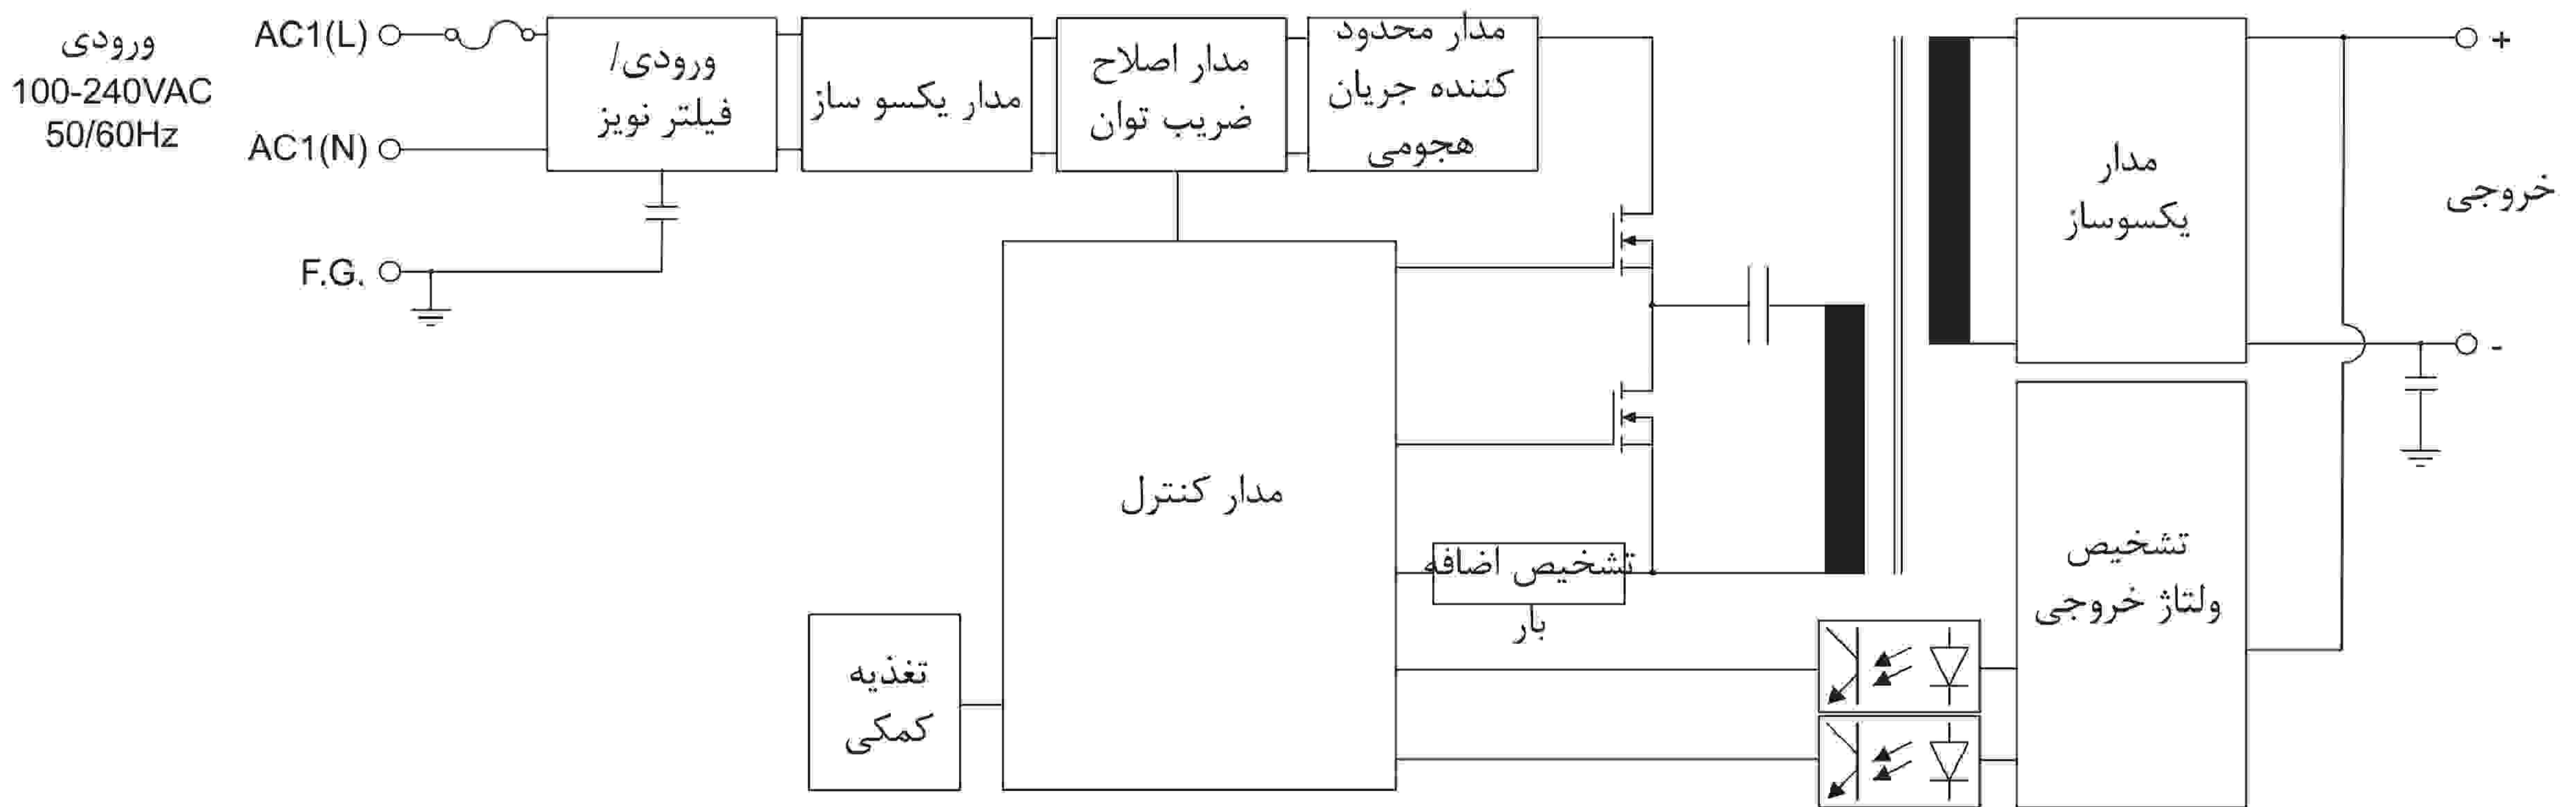 ورودی
100-240VAC
50/60Hz
AC1(L)
AC1(N)
F.G.
ورودی/
فیلتر نویز
مدار یکسو ساز
مدار اصلاح
ضریب توان
مدار محدود
کننده جریان
هجومی
مدار
یکسوساز
+
-
خروجی
مدار کنترل
تشخیص اضافه
بار
تغذیه
کمکی
تشخیص
ولتاژ خروجی